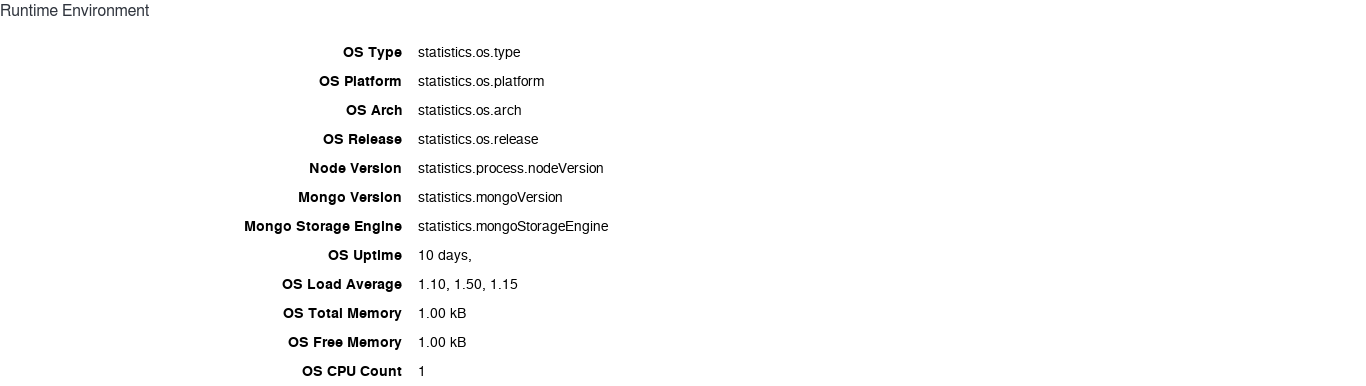 Runtime Environment
OS Type statistics.os.type
OS Platform statistics.os.platform
OS Arch statistics.os.arch
OS Release statistics.os.release
Node Version statistics.process.nodeVersion
Mongo Version statistics.mongoVersion
Mongo Storage Engine statistics.mongoStorageEngine
OS Uptime 10 days,
OS Load Average 1.10, 1.50, 1.15
OS Total Memory 1.00 kB
OS Free Memory 1.00 kB
OS CPU Count 1